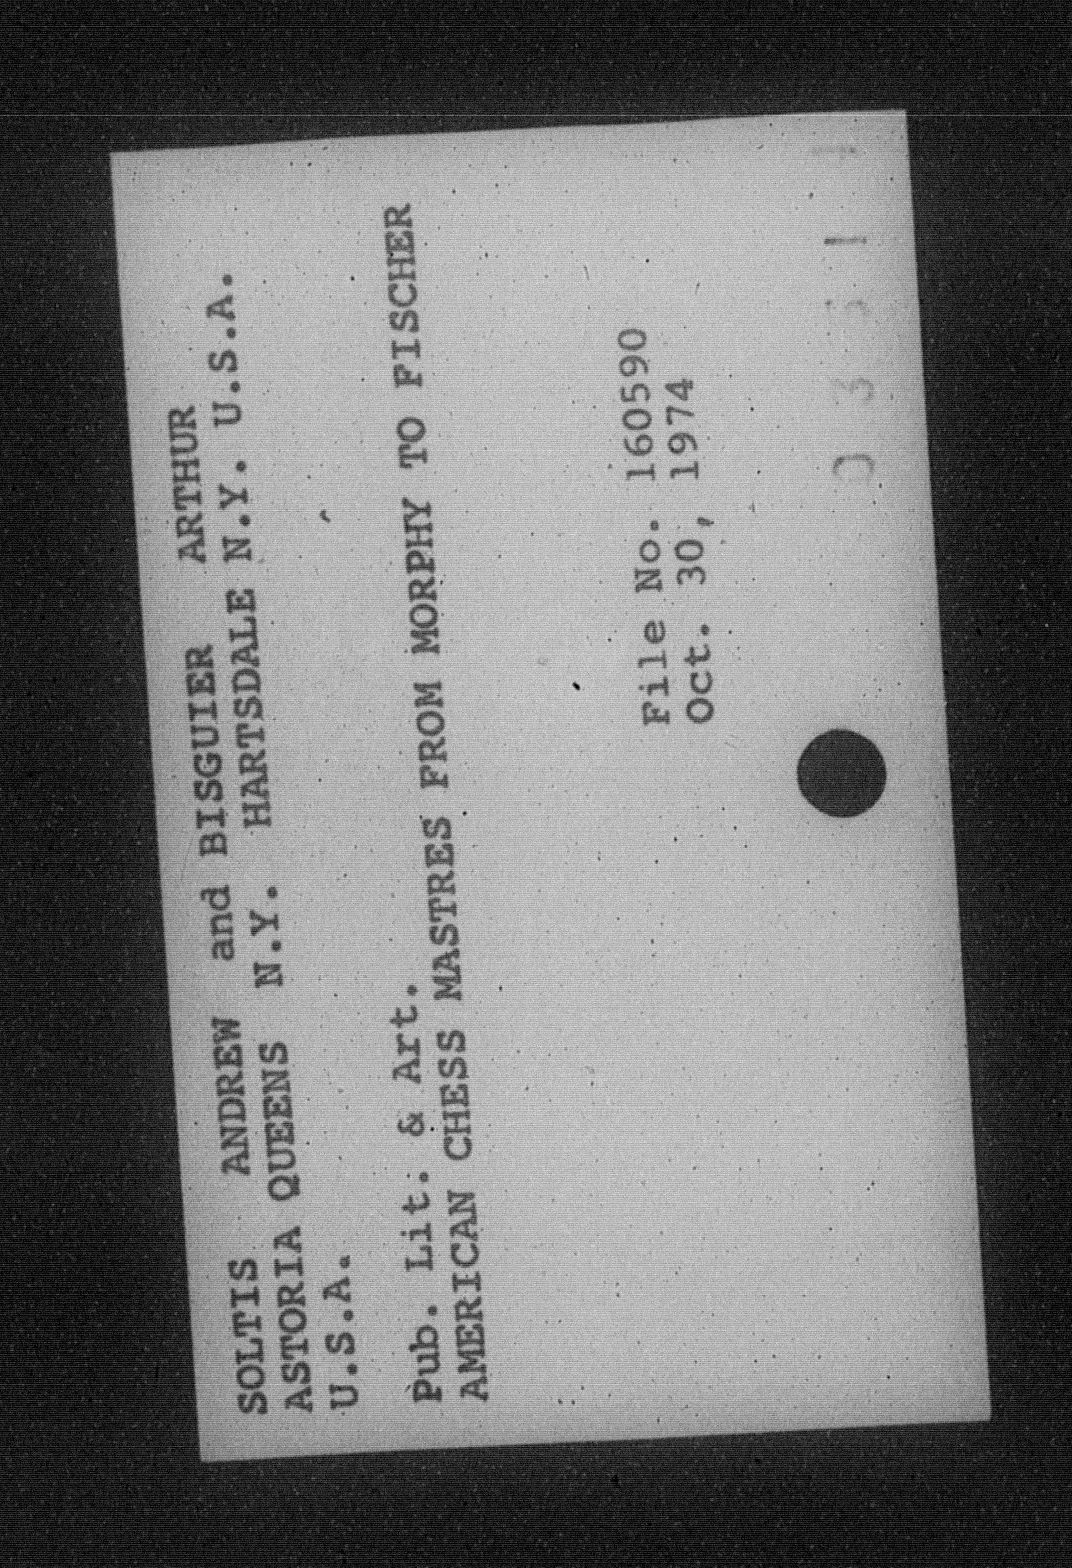 SOLTIS ANDREW and BISGUIER ARTHUR
ASTORIA QUEENS N.Y. HARTSDALE N.Y. U.S.A.
U.S.A.
Pub. Lit. & Art.
AMERICAN CHESS MASTRES FROM MORPHY TO FISCHER
File No. 160590
Oct. 30, 1974